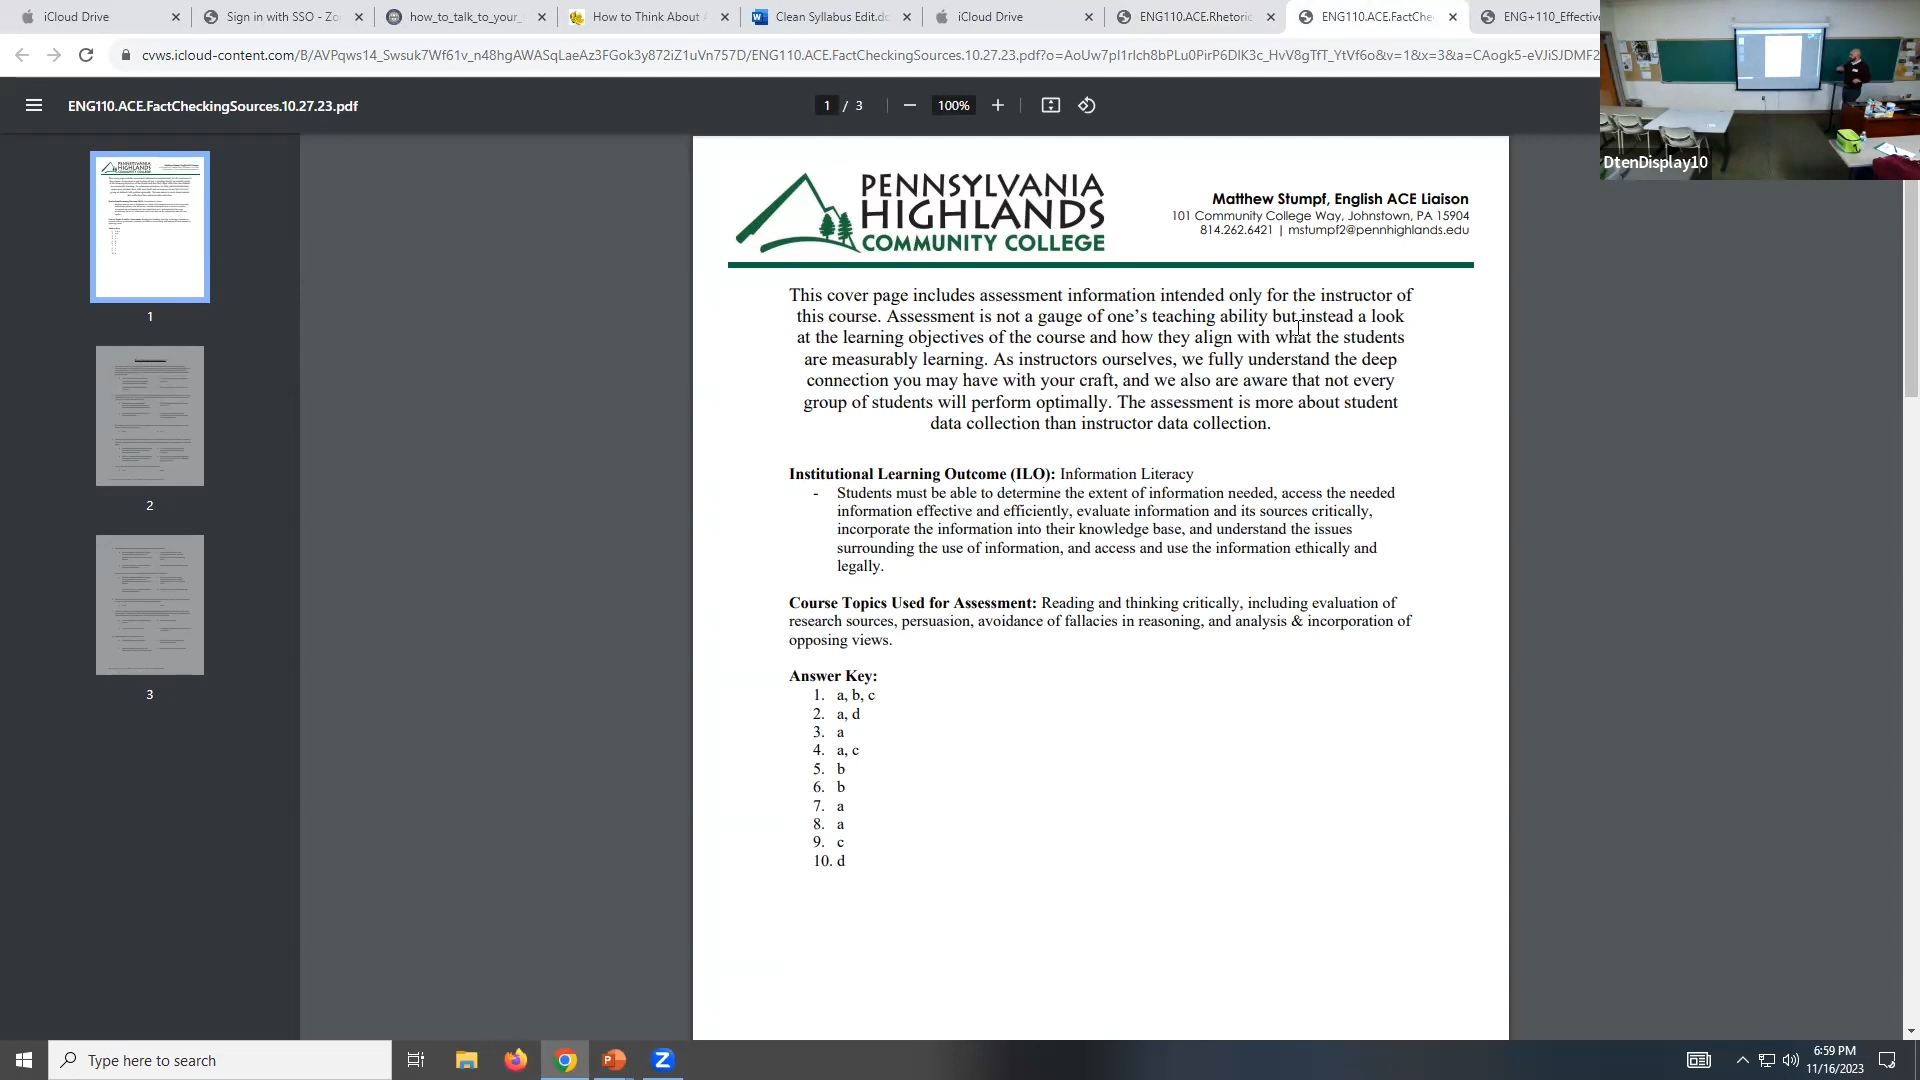 iCloud Drive
Sign in with SSO - Zo
how_to_talk_to_your_
How to Think About
Clean Syllabus Edit.do
iCloud Drive
ENG110.ACE.Rhetoric
ENG110.ACE.FactChe
ENG+110_Effective
cvws.icloud-content.com/B/AVPqws14_Swsuk7Wf61v_n48hgAWASqLaeAz3FGok3y872iZ1uVn757D/ENG110.ACE.FactCheckingSources.10.27.23.pdf?o=AoUw7pI1rIch8bPLu0PirP6DlK3c_HvV8gTfT_YtVf6o&v=1&x=3&a=CAogk5-eVJiSJDMF2
ENG110.ACE.FactCheckingSources.10.27.23.pdf
1 / 3
100%
DtenDisplay10
1
2
3
PENNSYLVANIA
HIGHLANDS
COMMUNITY COLLEGE
Matthew Stumpf, English ACE Liaison
101 Community College Way, Johnstown, PA 15904
814.262.6421 | mstumpf2@pennhighlands.edu
This cover page includes assessment information intended only for the instructor of
this course. Assessment is not a gauge of one’s teaching ability but instead a look
at the learning objectives of the course and how they align with what the students
are measurably learning. As instructors ourselves, we fully understand the deep
connection you may have with your craft, and we also are aware that not every
group of students will perform optimally. The assessment is more about student
data collection than instructor data collection.
Institutional Learning Outcome (ILO): Information Literacy
- Students must be able to determine the extent of information needed, access the needed
information effective and efficiently, evaluate information and its sources critically,
incorporate the information into their knowledge base, and understand the issues
surrounding the use of information, and access and use the information ethically and
legally.
Course Topics Used for Assessment: Reading and thinking critically, including evaluation of
research sources, persuasion, avoidance of fallacies in reasoning, and analysis & incorporation of
opposing views.
Answer Key:
1. a, b, c
2. a, d
3. a
4. a, c
5. b
6. b
7. a
8. a
9. c
10. d
Type here to search
6:59 PM
11/16/2023